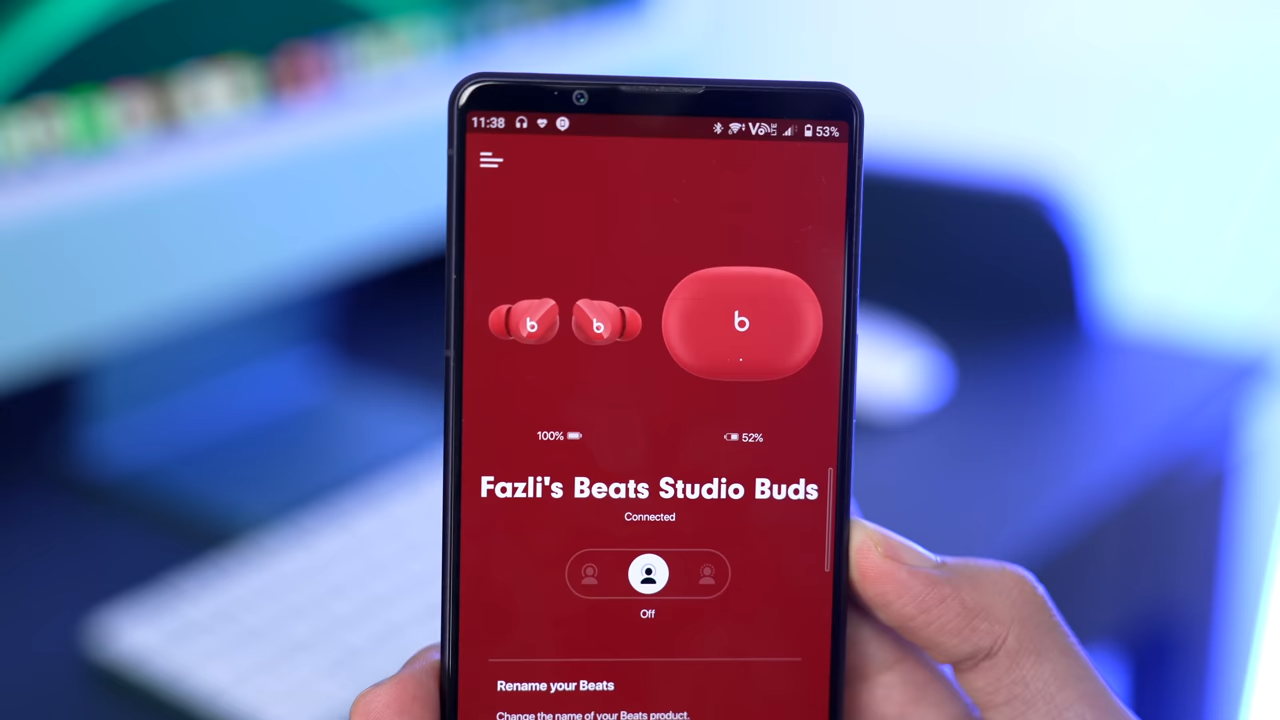 11:38 VoLTE 53%
b b b
100% 52%
Fazli's Beats Studio Buds
Connected
Off
Rename your Beats
Change the name of your Beats product.